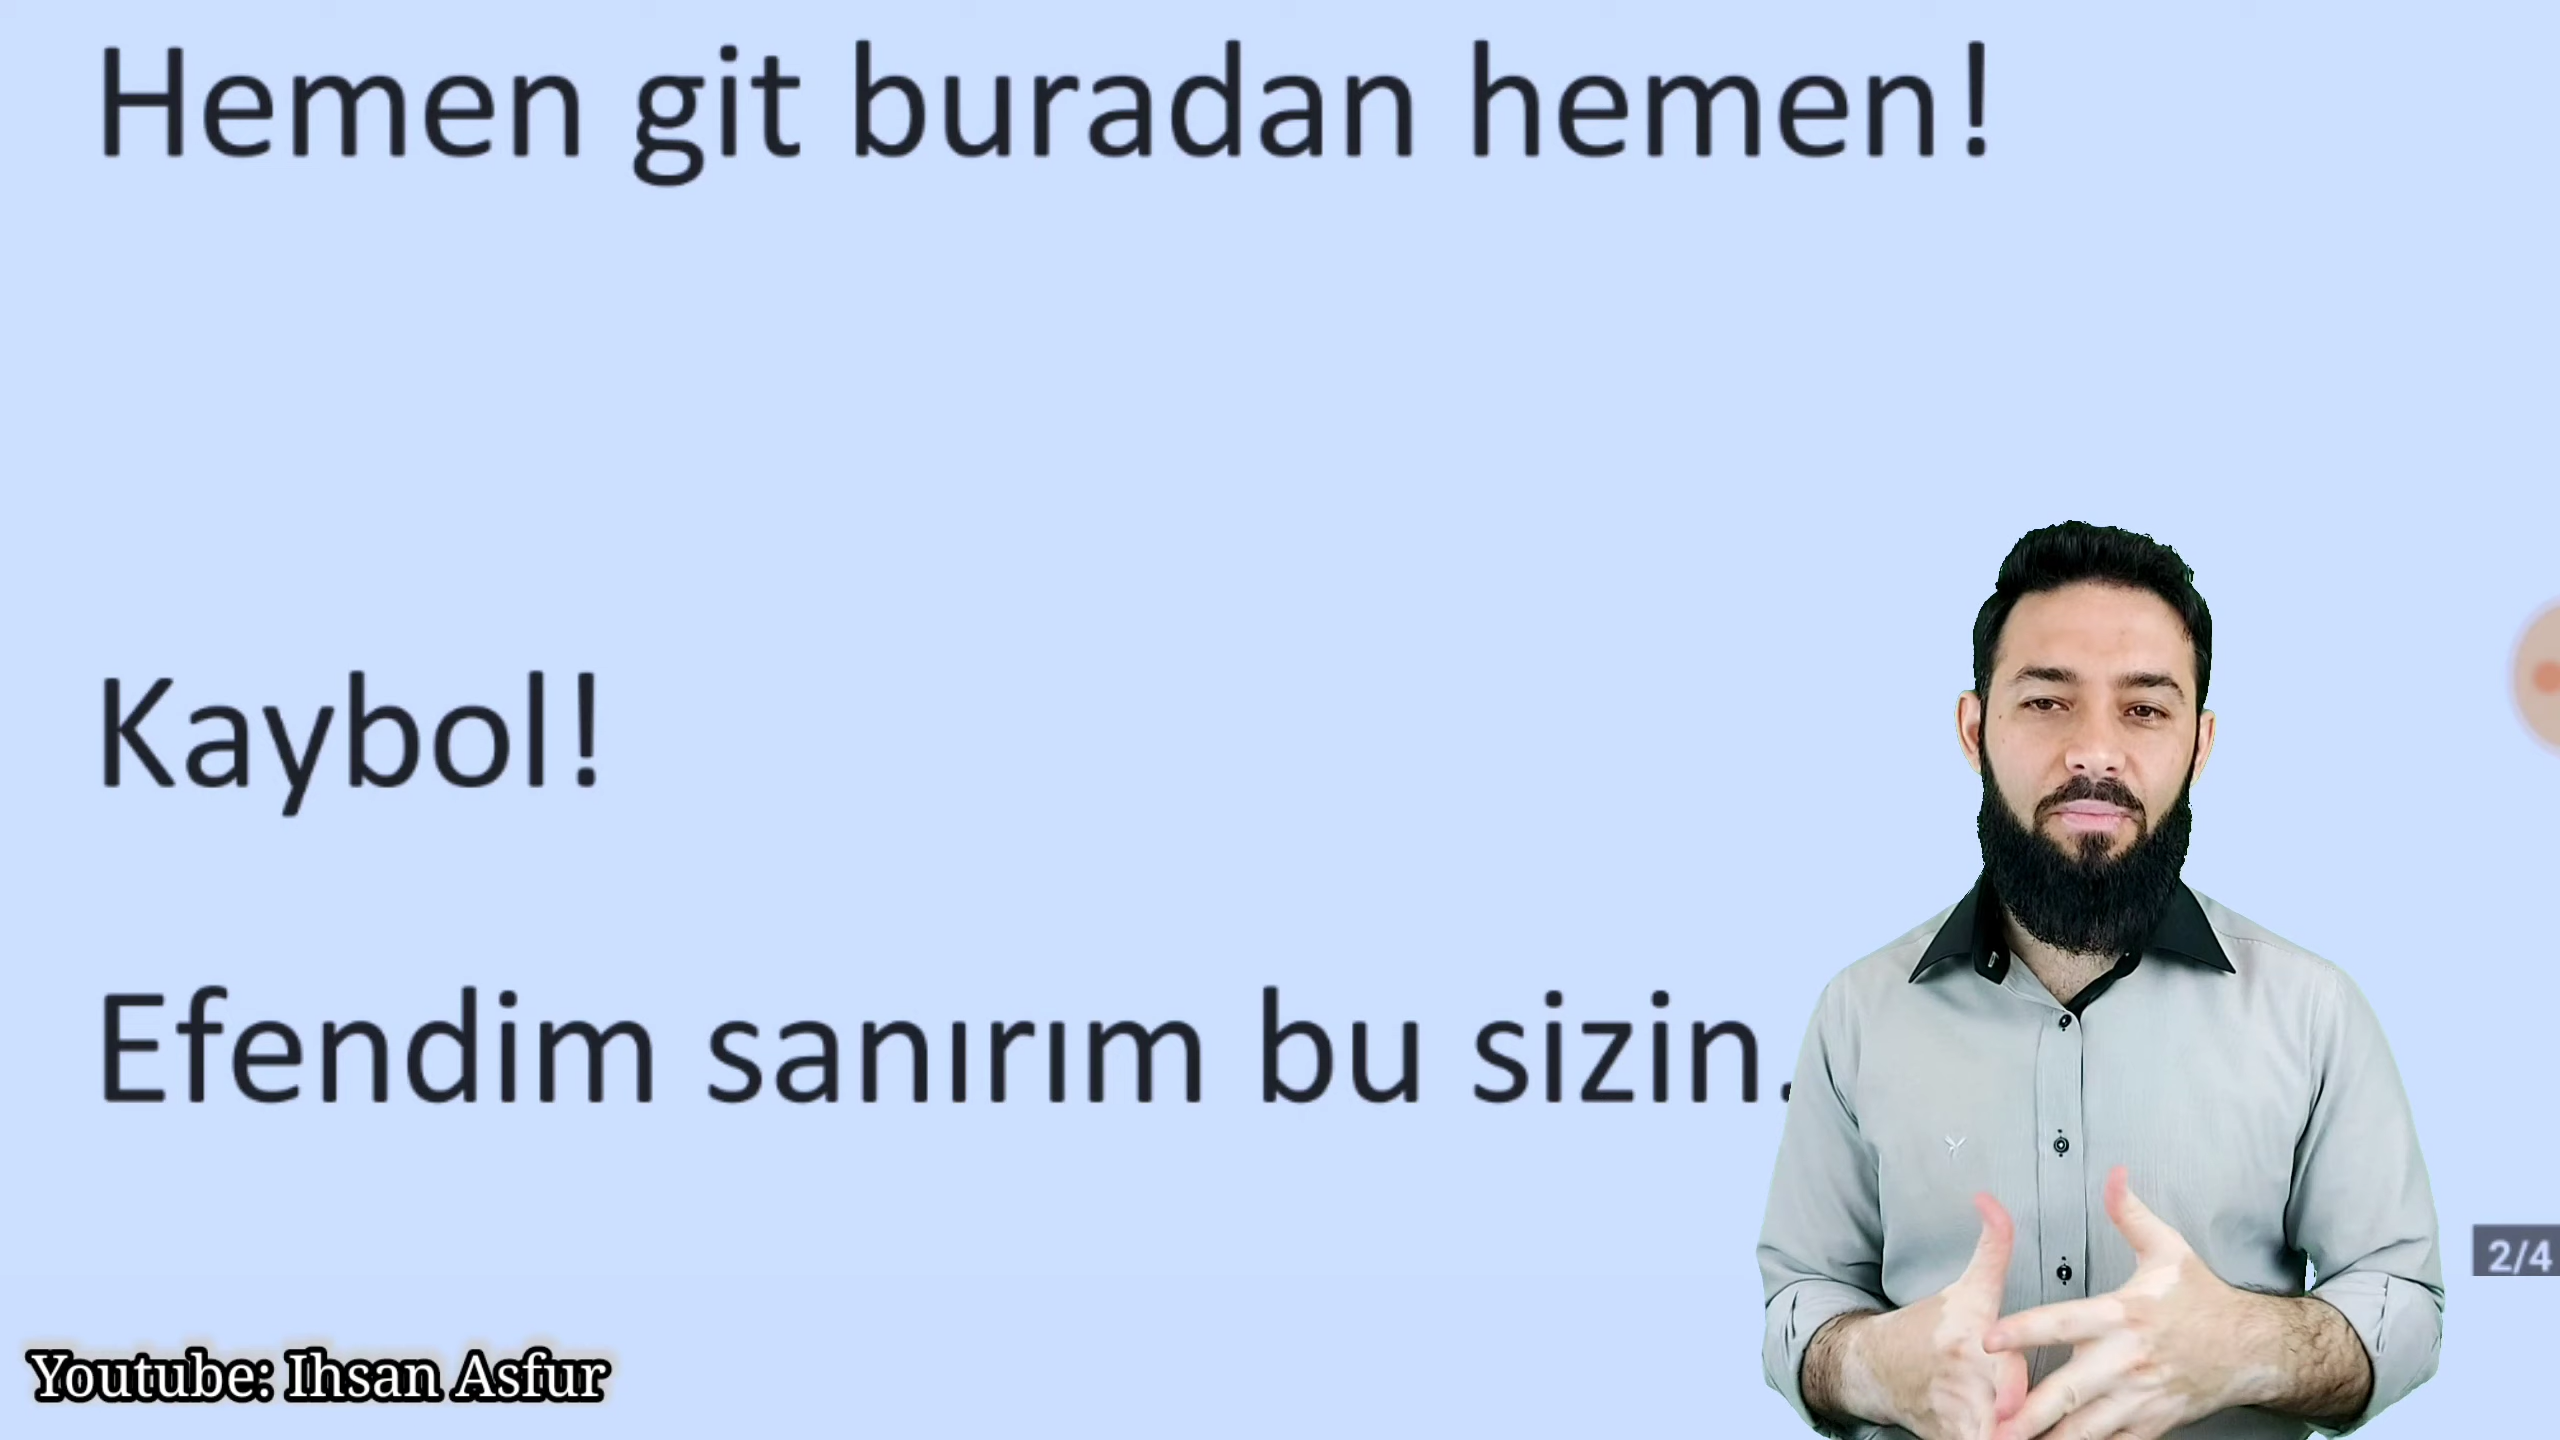 Hemen git buradan hemen!
Kaybol!
Efendim sanırım bu sizin.
2/4
Youtube: Ihsan Asfur